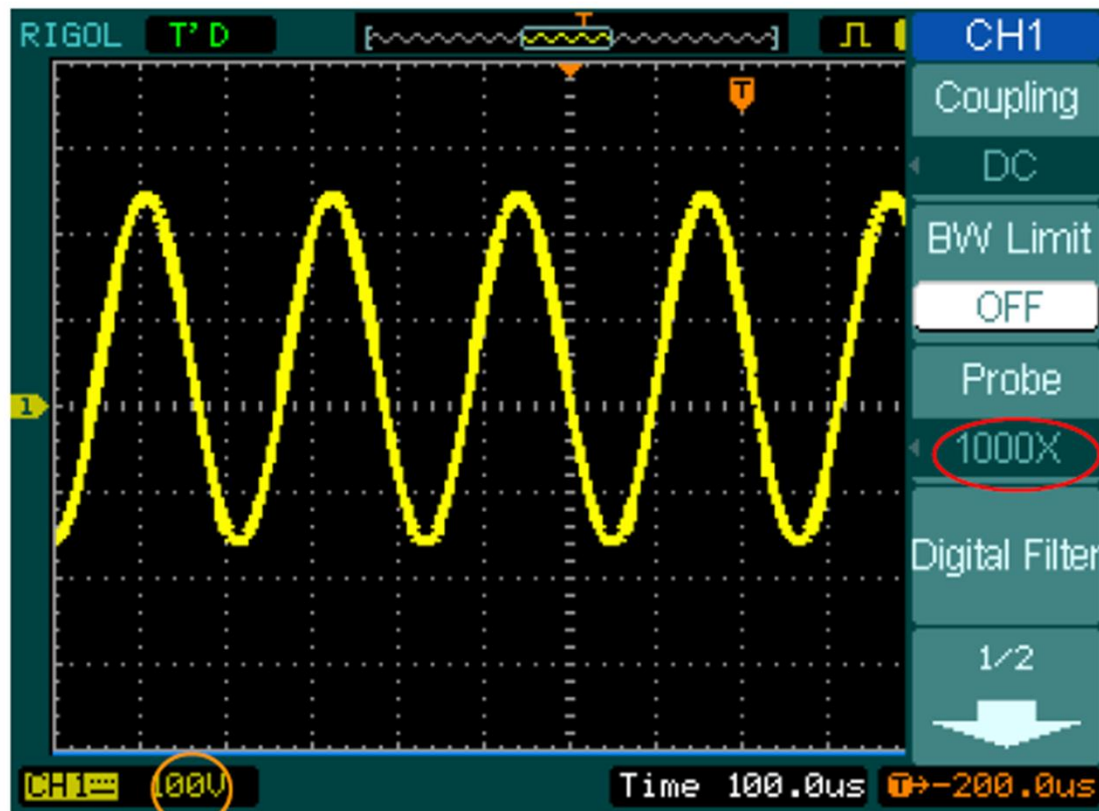 RIGOL T'D T CH1
Coupling
T
DC
BW Limit
OFF
Probe
1
1000X
Digital Filter
1/2
CH1 100V Time 100.0us T→-200.0us